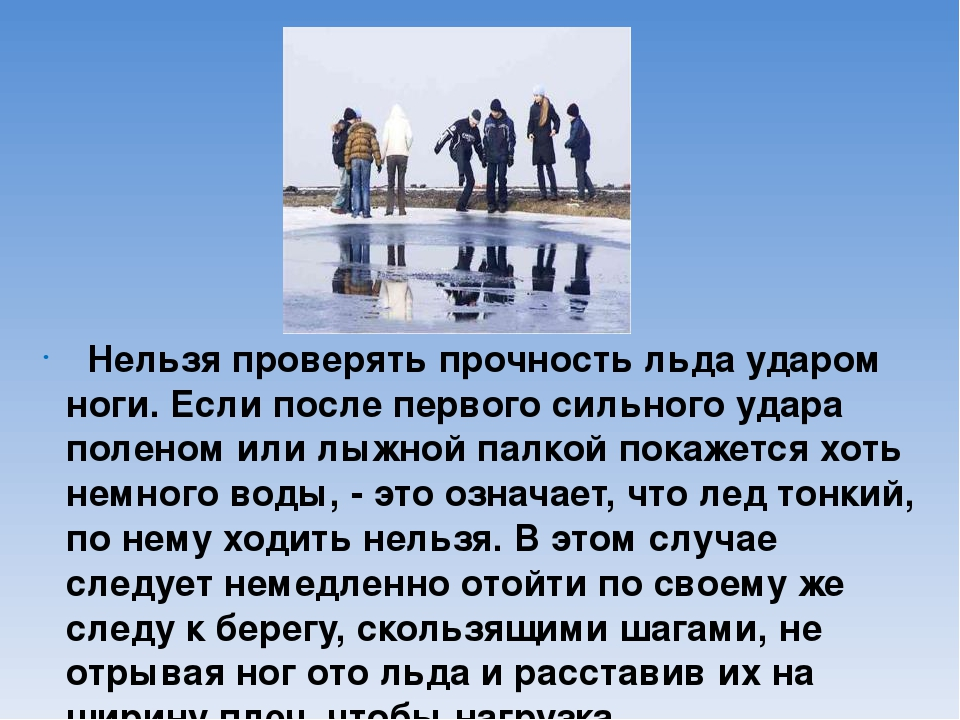 Нельзя проверять прочность льда ударом
ноги. Если после первого сильного удара
поленом или лыжной палкой покажется хоть
немного воды, - это означает, что лед тонкий,
по нему ходить нельзя. В этом случае
следует немедленно отойти по своему же
следу к берегу, скользящими шагами, не
отрывая ног ото льда и расставив их на
ширину плеч, чтобы нагрузка